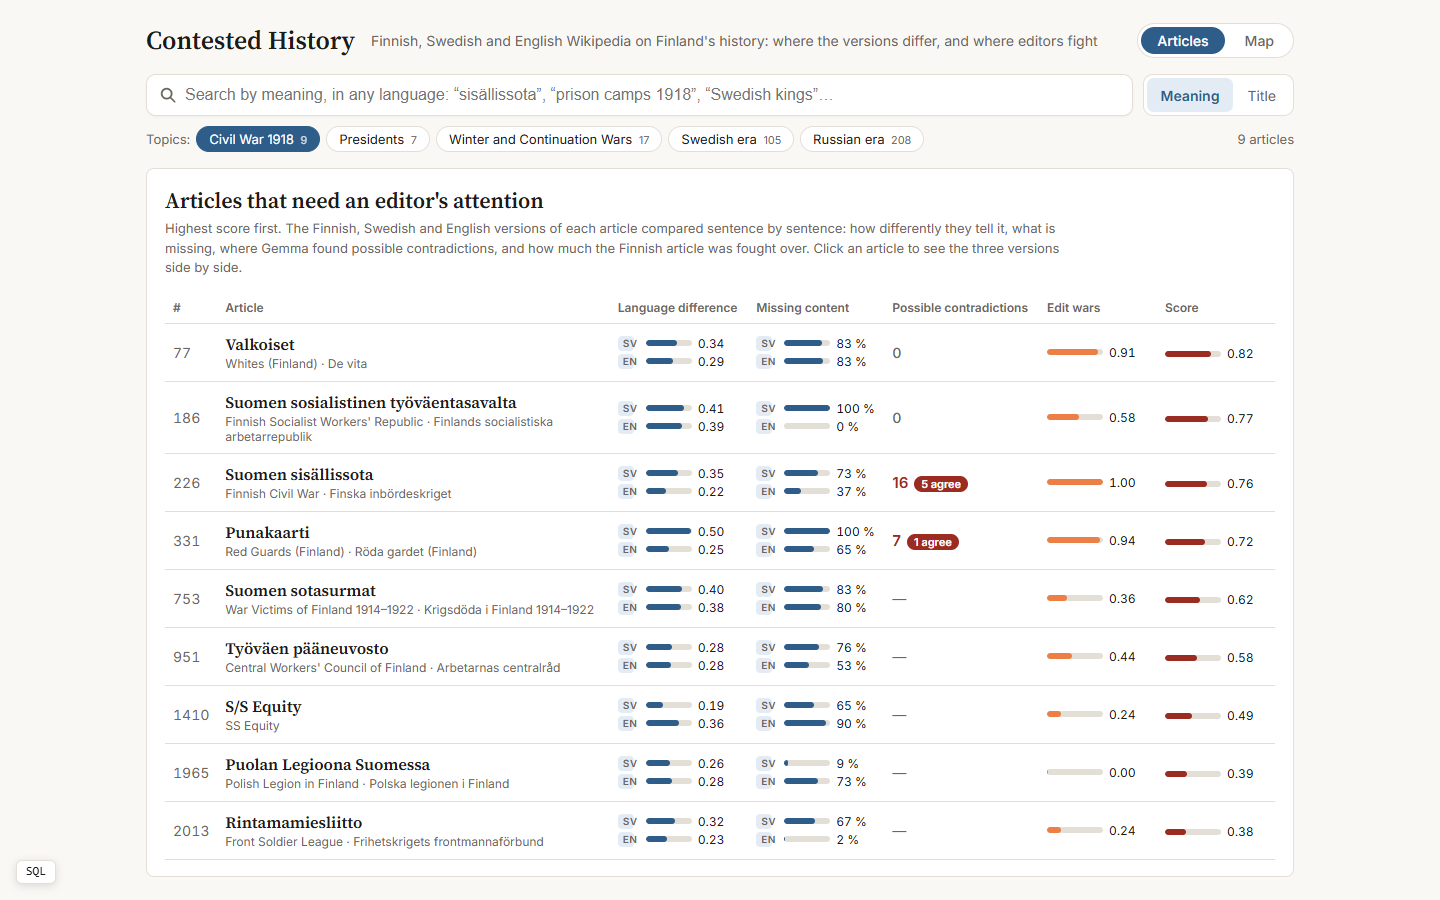 Contested History Finnish, Swedish and English Wikipedia on Finland's history: where the versions differ, and where editors fight Articles Map
Search by meaning, in any language: “sisällissota”, “prison camps 1918”, “Swedish kings”… Meaning Title
Topics: Civil War 1918 9 Presidents 7 Winter and Continuation Wars 17 Swedish era 105 Russian era 208 9 articles
Articles that need an editor's attention
Highest score first. The Finnish, Swedish and English versions of each article compared sentence by sentence: how differently they tell it, what is
missing, where Gemma found possible contradictions, and how much the Finnish article was fought over. Click an article to see the three versions
side by side.
# Article Language difference Missing content Possible contradictions Edit wars Score
77 Valkoiset SV 0.34 SV 83 % 0 0.91 0.82
Whites (Finland) · De vita EN 0.29 EN 83 %
186 Suomen sosialistinen työväentasavalta SV 0.41 SV 100 % 0 0.58 0.77
Finnish Socialist Workers' Republic · Finlands socialistiska EN 0.39 EN 0 %
arbetarrepublik
226 Suomen sisällissota SV 0.35 SV 73 % 16 5 agree 1.00 0.76
Finnish Civil War · Finska inbördeskriget EN 0.22 EN 37 %
331 Punakaarti SV 0.50 SV 100 % 7 1 agree 0.94 0.72
Red Guards (Finland) · Röda gardet (Finland) EN 0.25 EN 65 %
753 Suomen sotasurmat SV 0.40 SV 83 % — 0.36 0.62
War Victims of Finland 1914–1922 · Krigsdöda i Finland 1914–1922 EN 0.38 EN 80 %
951 Työväen pääneuvosto SV 0.28 SV 76 % — 0.44 0.58
Central Workers' Council of Finland · Arbetarnas centralråd EN 0.28 EN 53 %
1410 S/S Equity SV 0.19 SV 65 % — 0.24 0.49
SS Equity EN 0.36 EN 90 %
1965 Puolan Legioona Suomessa SV 0.26 SV 9 % — 0.00 0.39
Polish Legion in Finland · Polska legionen i Finland EN 0.28 EN 73 %
2013 Rintamamiesliitto SV 0.32 SV 67 % — 0.24 0.38
Front Soldier League · Frihetskrigets frontmannaförbund EN 0.23 EN 2 %
SQL